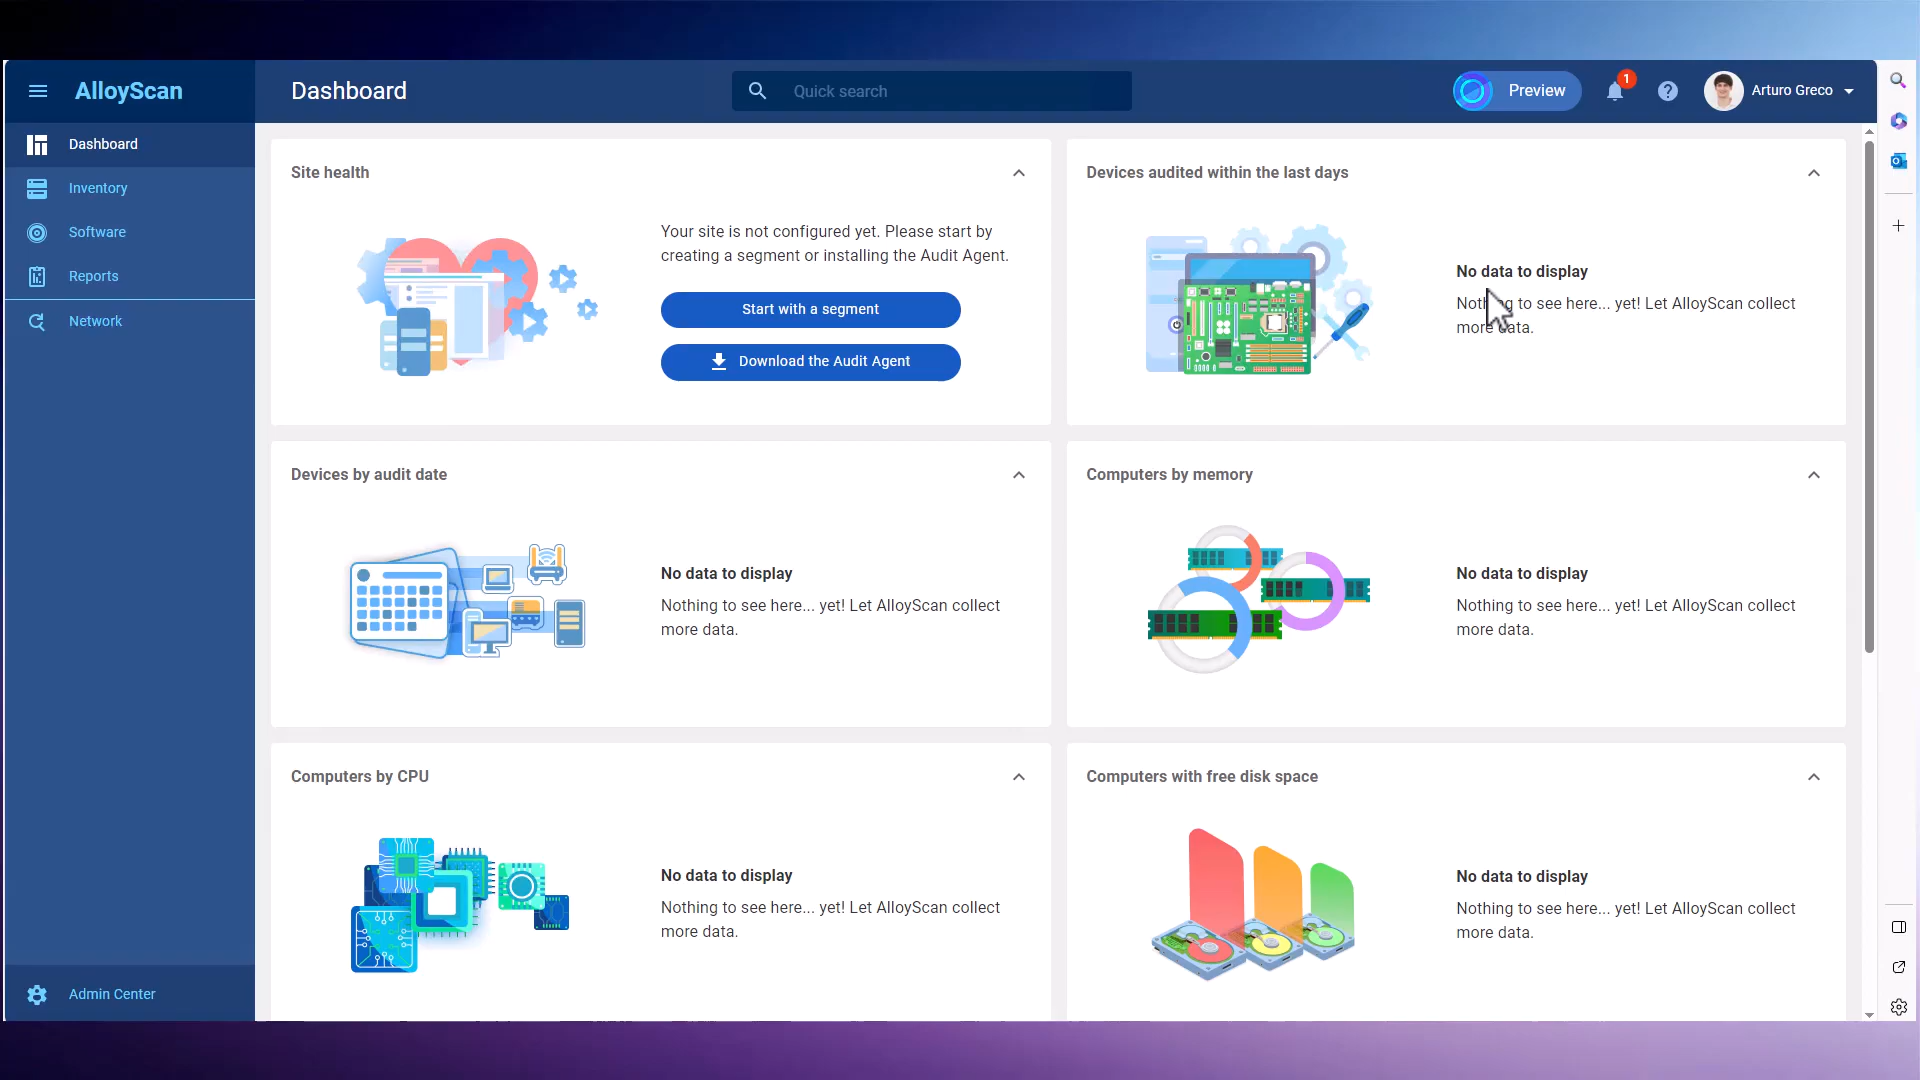 AlloyScan
Dashboard
Quick search
Preview
1
Arturo Greco
Dashboard
Inventory
Software
Reports
Network
Admin Center
Site health
Your site is not configured yet. Please start by
creating a segment or installing the Audit Agent.
Start with a segment
Download the Audit Agent
Devices audited within the last days
No data to display
Nothing to see here... yet! Let AlloyScan collect
more data.
Devices by audit date
No data to display
Nothing to see here... yet! Let AlloyScan collect
more data.
Computers by memory
No data to display
Nothing to see here... yet! Let AlloyScan collect
more data.
Computers by CPU
No data to display
Nothing to see here... yet! Let AlloyScan collect
more data.
Computers with free disk space
No data to display
Nothing to see here... yet! Let AlloyScan collect
more data.